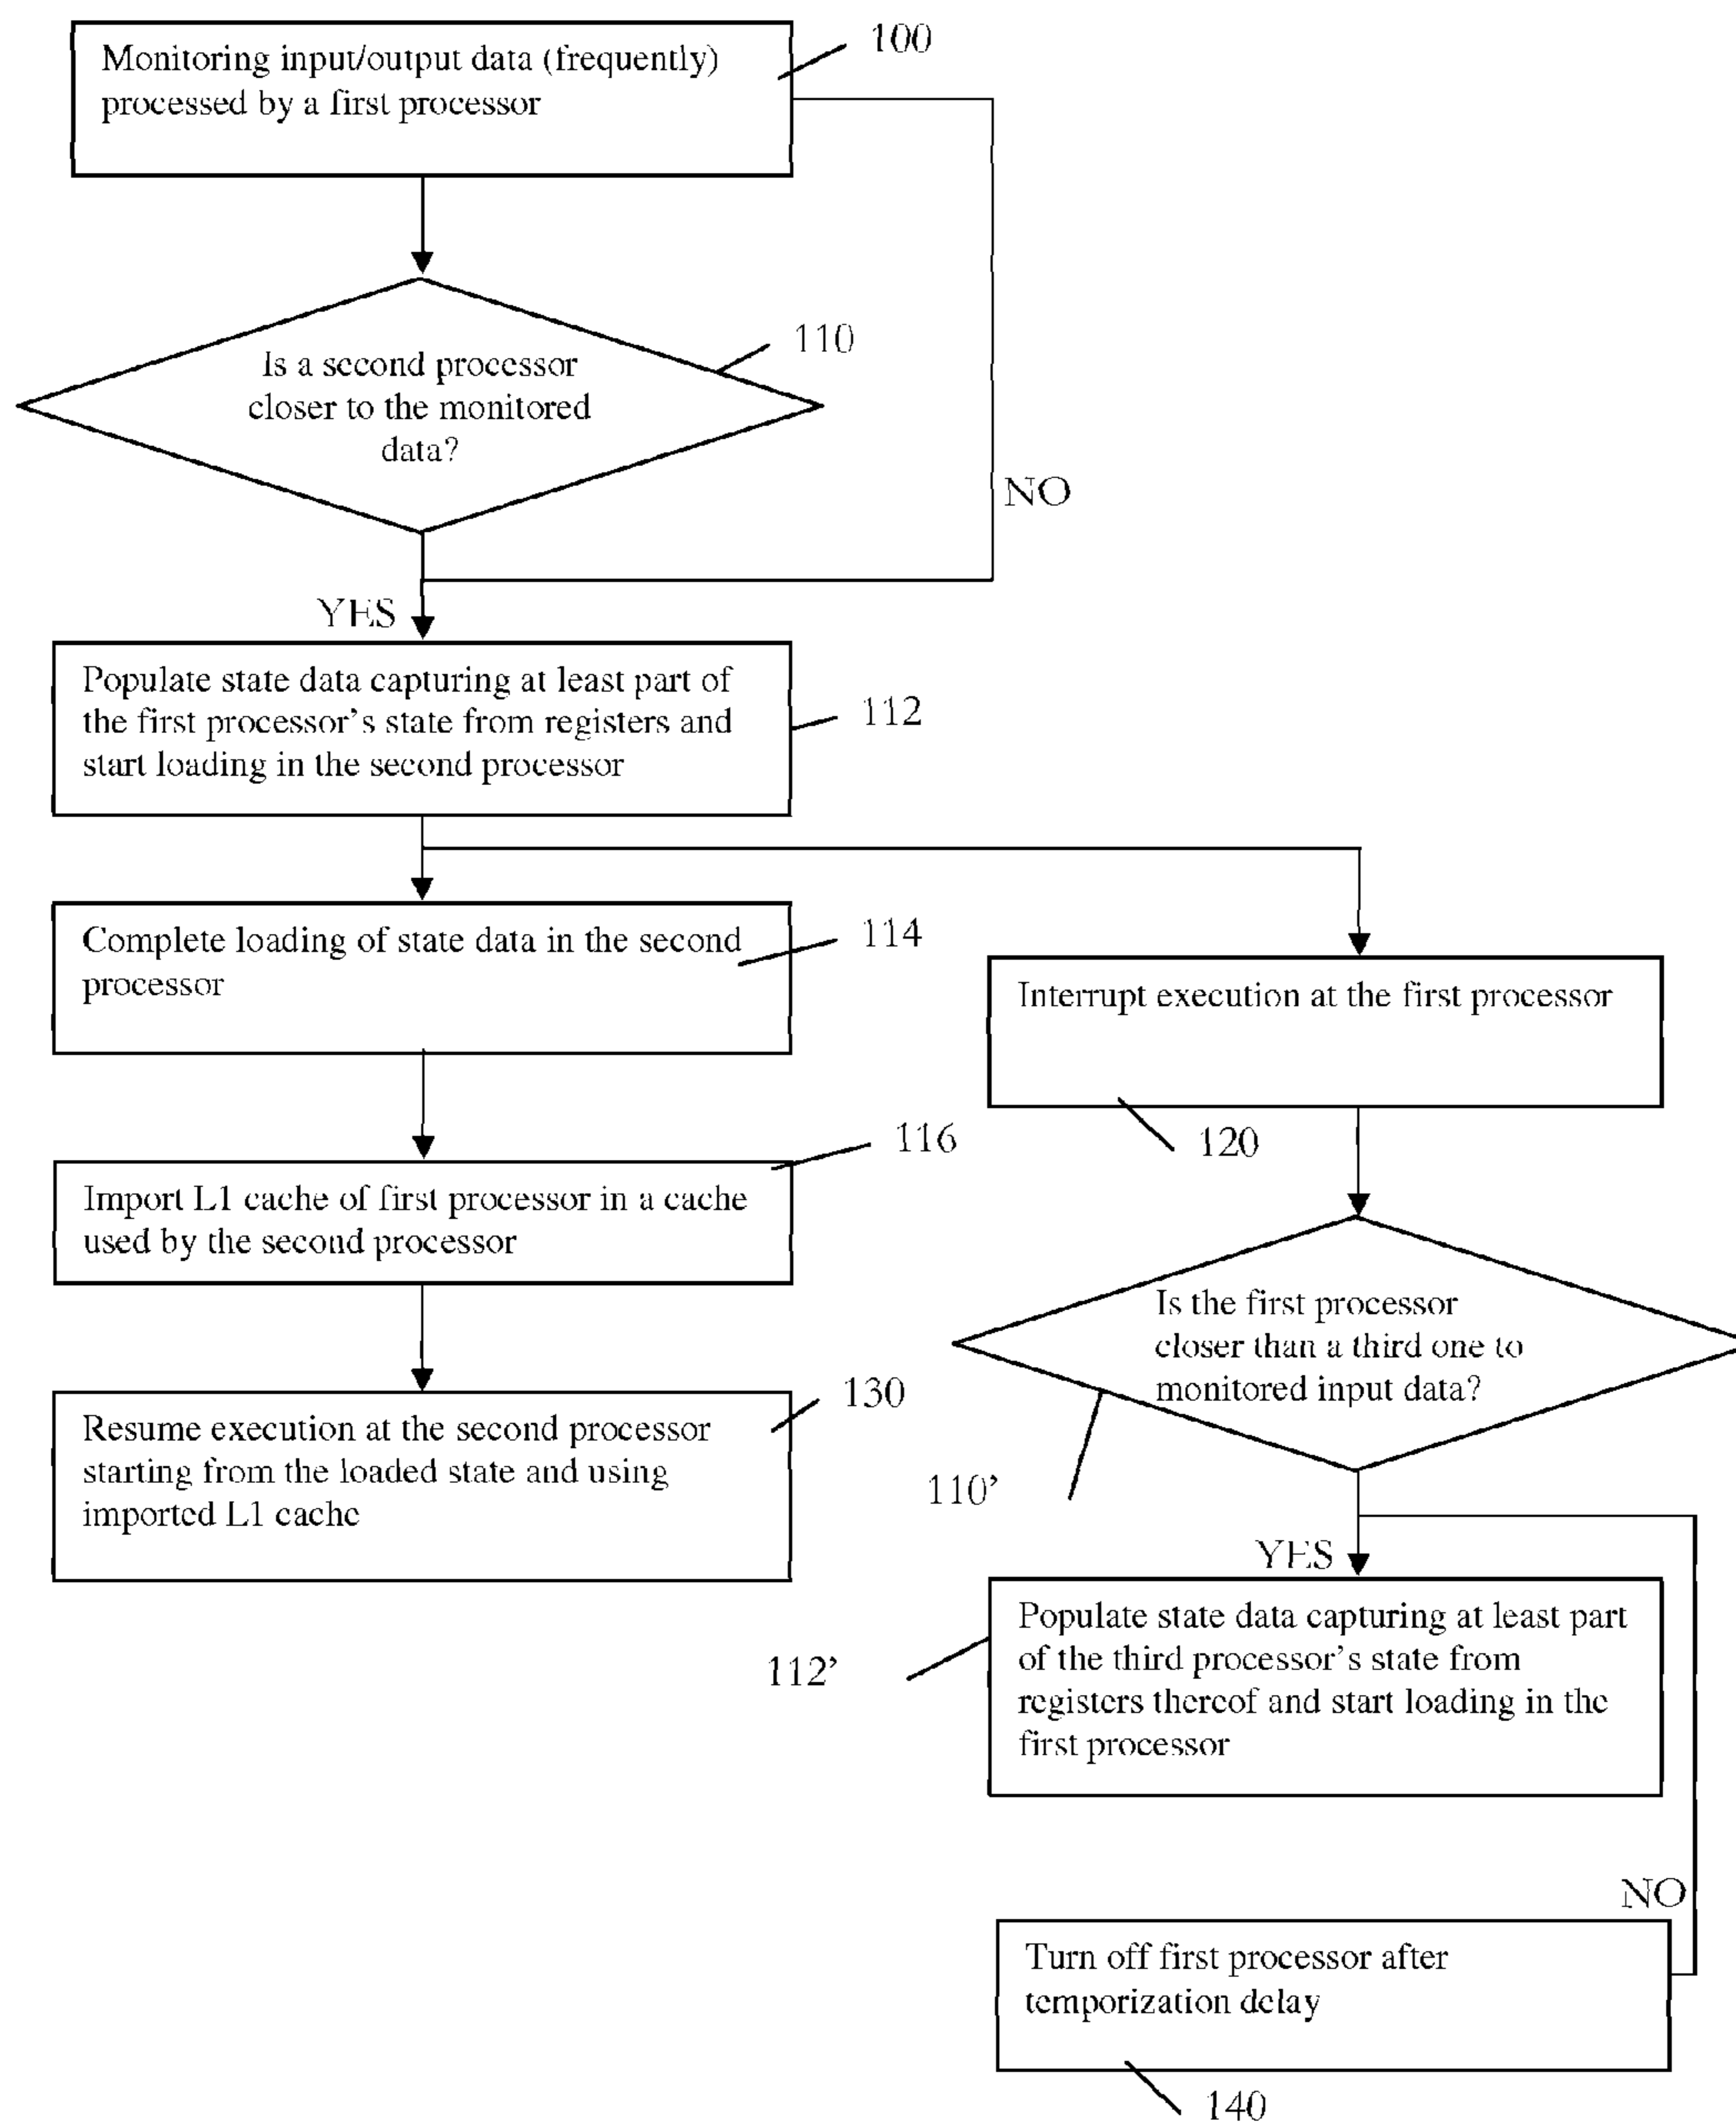 Monitoring input/output data (frequently)
processed by a first processor
100
Is a second processor
closer to the monitored
data?
110
NO
YES
Populate state data capturing at least part of
the first processor's state from registers and
start loading in the second processor
112
Complete loading of state data in the second
processor
114
Interrupt execution at the first processor
120
Import L1 cache of first processor in a cache
used by the second processor
116
Is the first processor
closer than a third one to
monitored input data?
110’
Resume execution at the second processor
starting from the loaded state and using
imported L1 cache
130
YES
Populate state data capturing at least part
of the third processor's state from
registers thereof and start loading in the
first processor
112’
NO
Turn off first processor after
temporization delay
140